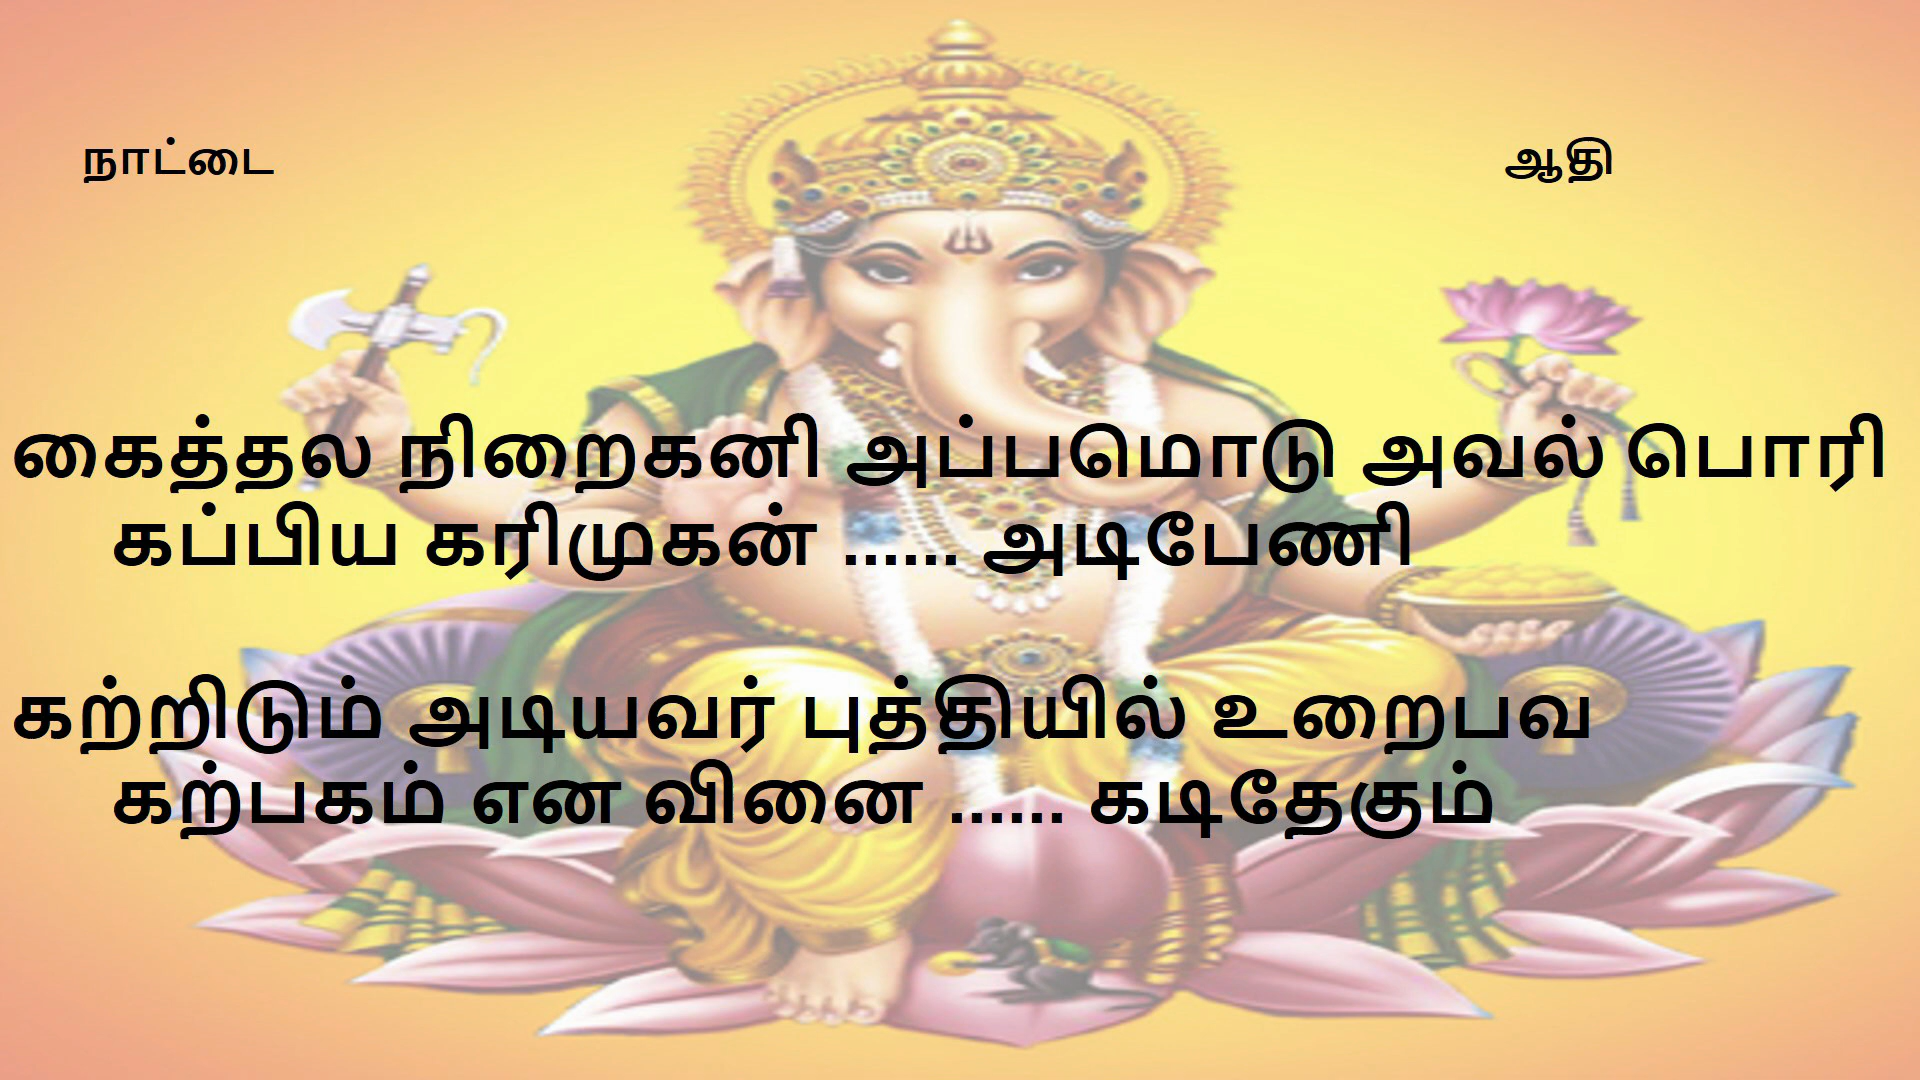 நாட்டை ஆதி
கைத்தல நிறைகனி அப்பமொடு அவல் பொரி
கப்பிய கரிமுகன் ...... அடிபேணி
கற்றிடும் அடியவர் புத்தியில் உறைபவ
கற்பகம் என வினை ...... கடிதேகும்